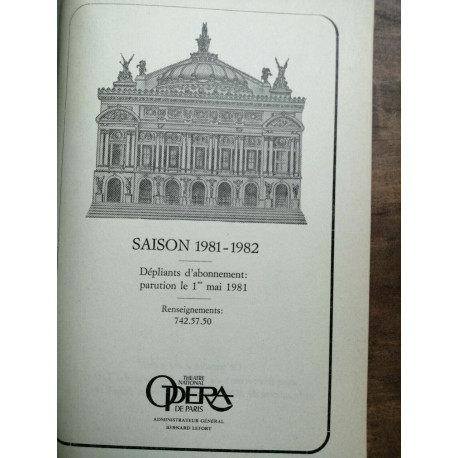 SAISON 1981-1982
Dépliants d'abonnement:
parution le 1er mai 1981
Renseignements:
742.57.50
THEATRE
NATIONAL
OPERA
DE PARIS
ADMINISTRATEUR GÉNÉRAL
BERNARD LEFORT